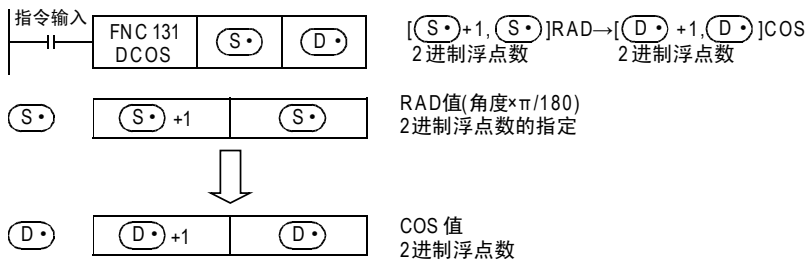 指令输入
FNC 131
DCOS
S• D•
[S•+1, S•]RAD→[D• +1, D•]COS
2进制浮点数 2进制浮点数
S• S• +1 S•
RAD值(角度×π/180)
2进制浮点数的指定
D• D• +1 D•
COS 值
2进制浮点数